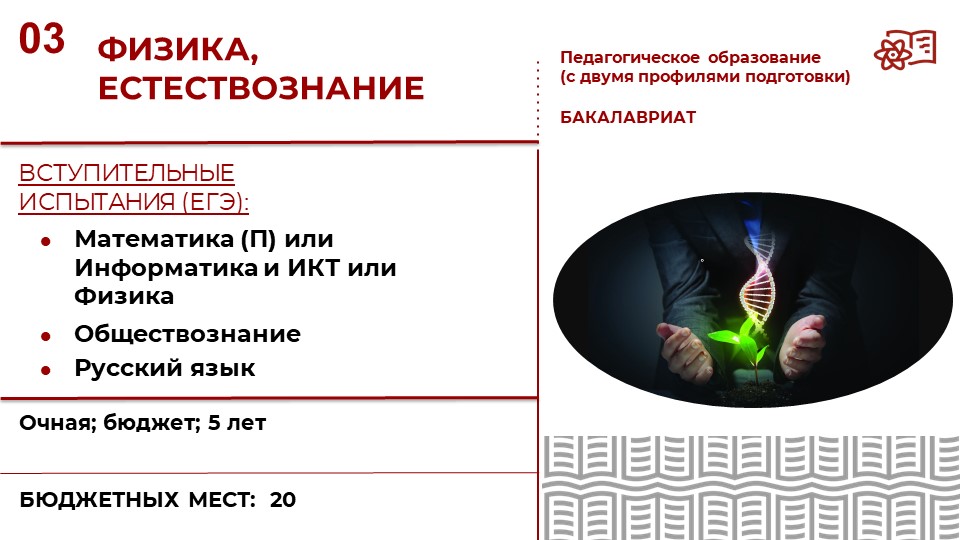 03
ФИЗИКА,
ЕСТЕСТВОЗНАНИЕ
Педагогическое образование
(с двумя профилями подготовки)
БАКАЛАВРИАТ
ВСТУПИТЕЛЬНЫЕ
ИСПЫТАНИЯ (ЕГЭ):
● Математика (П) или
Информатика и ИКТ или
Физика
● Обществознание
● Русский язык
Очная; бюджет; 5 лет
БЮДЖЕТНЫХ МЕСТ: 20